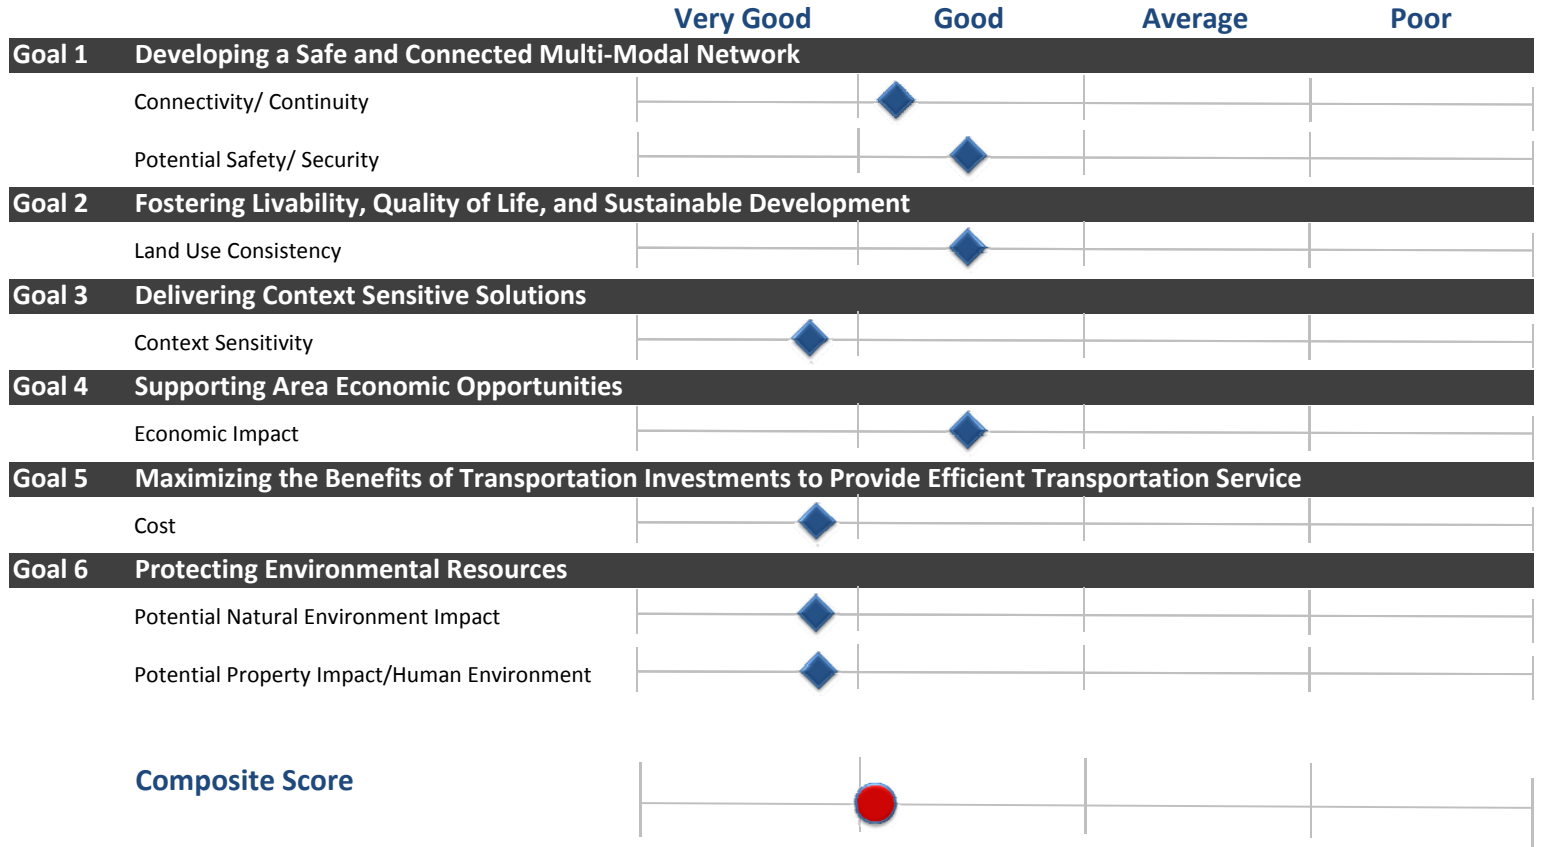 Very Good Good Average Poor
Goal 1 Developing a Safe and Connected Multi-Modal Network
Connectivity/ Continuity
Potential Safety/ Security
Goal 2 Fostering Livability, Quality of Life, and Sustainable Development
Land Use Consistency
Goal 3 Delivering Context Sensitive Solutions
Context Sensitivity
Goal 4 Supporting Area Economic Opportunities
Economic Impact
Goal 5 Maximizing the Benefits of Transportation Investments to Provide Efficient Transportation Service
Cost
Goal 6 Protecting Environmental Resources
Potential Natural Environment Impact
Potential Property Impact/Human Environment
Composite Score